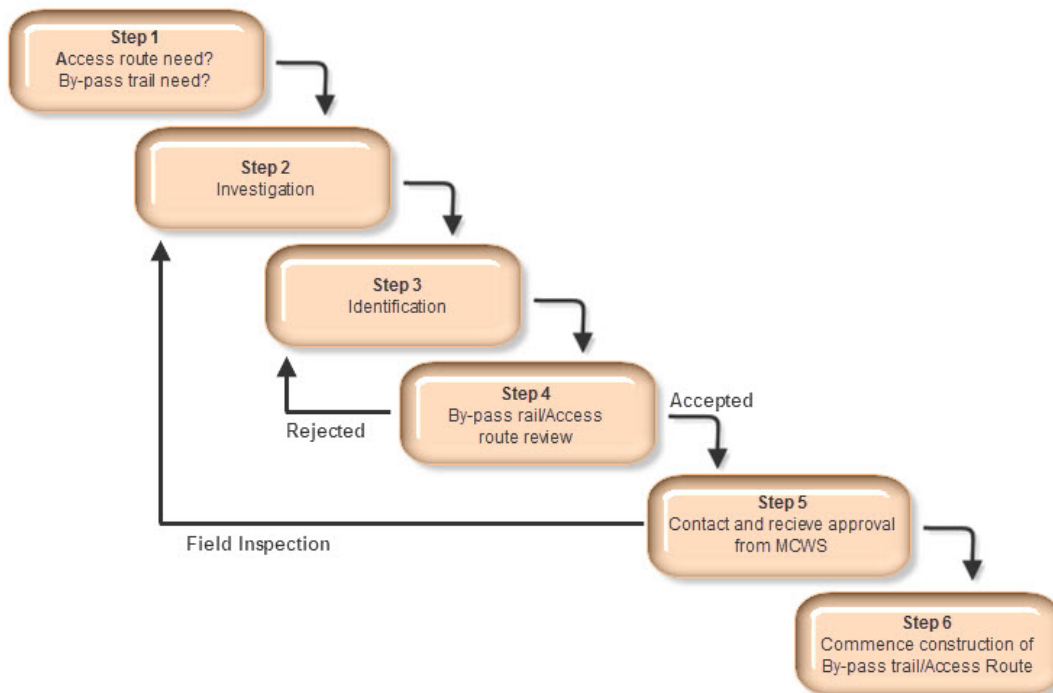 Step 1
Access route need?
By-pass trail need?
Step 2
Investigation
Step 3
Identification
Step 4
By-pass rail/Access
route review
Rejected
Accepted
Step 5
Contact and recieve approval
from MCWS
Field Inspection
Step 6
Commence construction of
By-pass trail/Access Route